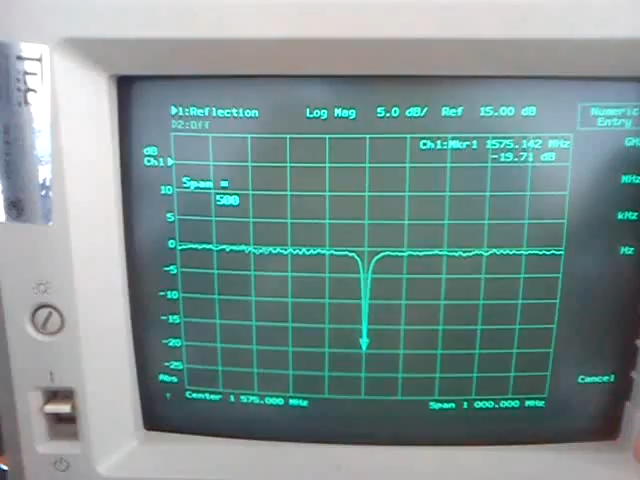 1:Reflection Log Mag 5.0 dB/ Ref 15.00 dB
2:Off
Numeric
Entry
Ch1:Mkr1 1575.142 MHz
-19.71 dB
dB
Ch1
Span =
500
10
5
0
-5
-10
-15
-20
-25
Abs
Center 1 575.000 MHz Span 1 000.000 MHz
GHz
MHz
kHz
Hz
Cancel